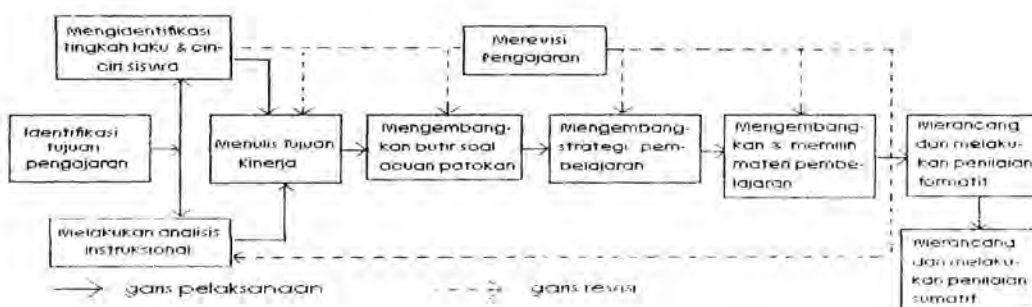 Mengidentifikasi
tingkah laku & ciri-
ciri siswa
Merevisi
Pengajaran
Identifikasi
tujuan
pengajaran
Menulis Tujuan
Kinerja
Mengembang-
kan butir soal
acuan patokan
Mengembang-
strategi pem-
belajaran
Mengembang-
kan & memilih
materi pembe-
lajaran
Merancang
dan melaku-
kan penilaian
formatif
Melakukan analisis
instruksional
Merancang
dan melaku-
kan penilaian
sumatif
garis pelaksanaan
garis revisi